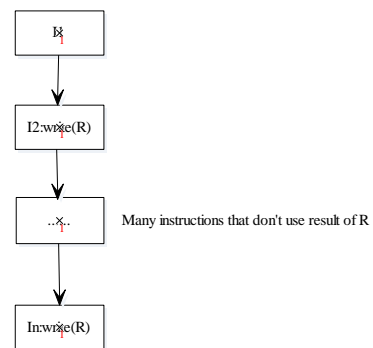 I1
I2:write(R)
.....
Many instructions that don't use result of R
In:write(R)